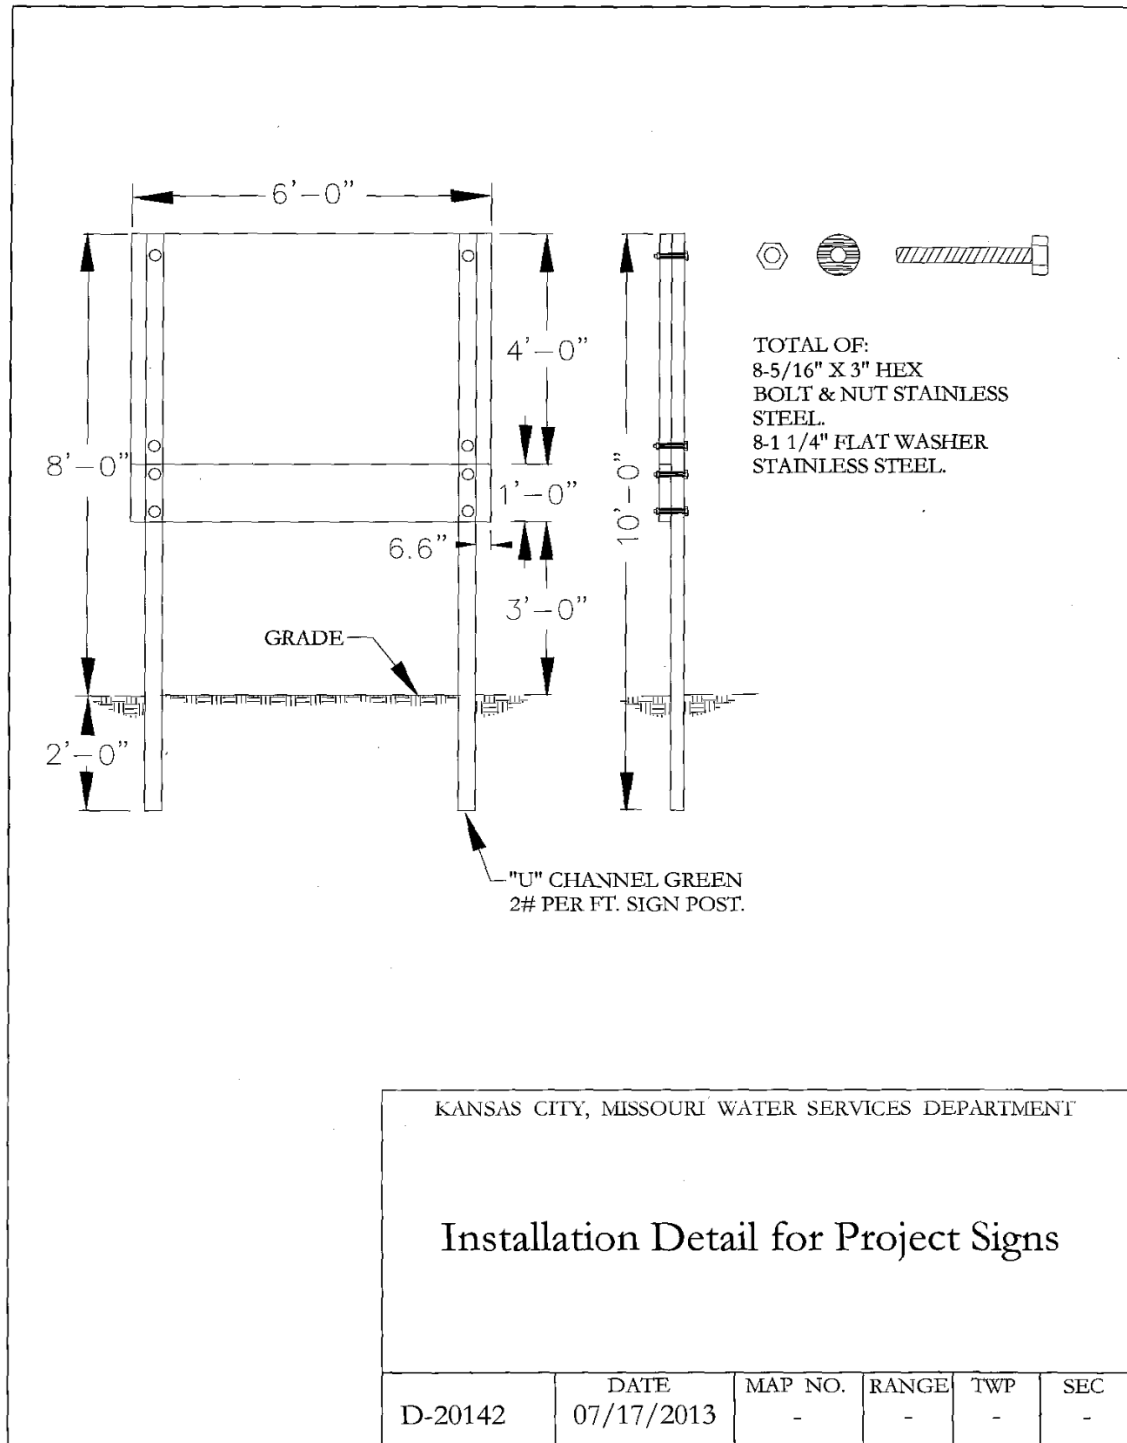 6'-0"
4'-0"
8'-0"
1'-0"
10'-0"
6.6"
3'-0"
GRADE
2'-0"
"U" CHANNEL GREEN
2# PER FT. SIGN POST.
TOTAL OF:
8-5/16" X 3" HEX
BOLT & NUT STAINLESS
STEEL.
8-1 1/4" FLAT WASHER
STAINLESS STEEL.
KANSAS CITY, MISSOURI WATER SERVICES DEPARTMENT
Installation Detail for Project Signs
D-20142
DATE
07/17/2013
MAP NO.
-
RANGE
-
TWP
-
SEC
-